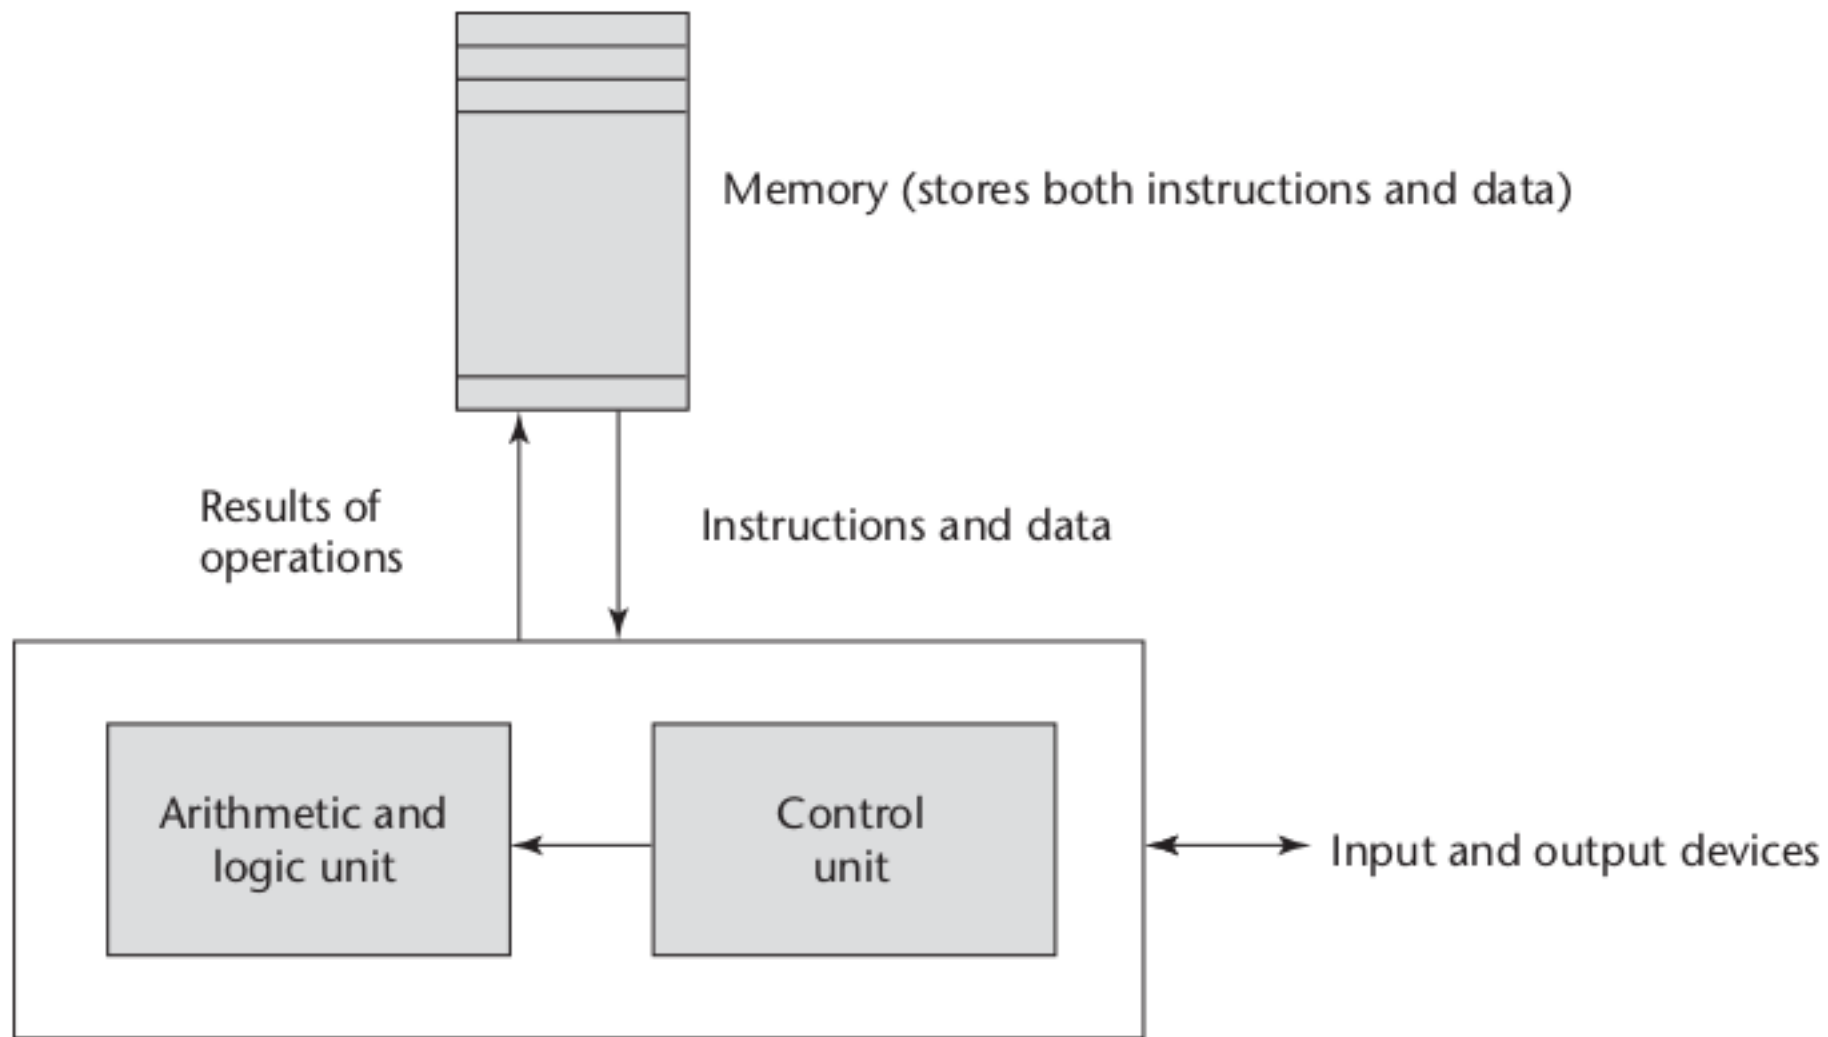 Memory (stores both instructions and data)
Results of
operations
Instructions and data
Arithmetic and
logic unit
Control
unit
Input and output devices